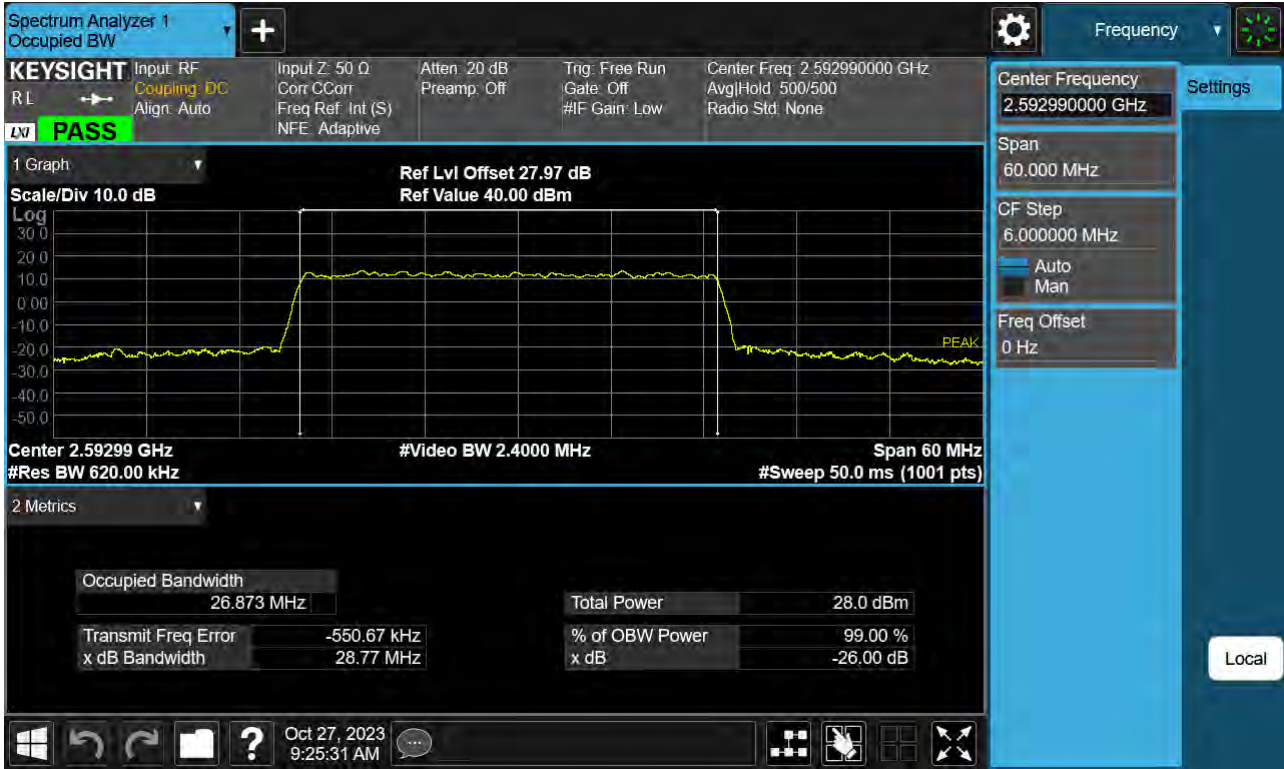 Spectrum Analyzer 1
Occupied BW
+
Frequency
KEYSIGHT
RL
LXI PASS
Input: RF
Coupling: DC
Align: Auto
Input Z: 50 Ω
Corr CCorr
Freq Ref: Int (S)
NFE: Adaptive
Atten: 20 dB
Preamp: Off
Trig: Free Run
Gate: Off
#IF Gain: Low
Center Freq: 2.592990000 GHz
Avg|Hold: 500/500
Radio Std: None
Center Frequency
2.592990000 GHz
Settings
Span
60.000 MHz
CF Step
6.000000 MHz
Auto
Man
Freq Offset
0 Hz
Local
1 Graph
Scale/Div 10.0 dB
Ref Lvl Offset 27.97 dB
Ref Value 40.00 dBm
Log
30.0
20.0
10.0
0.00
-10.0
-20.0
-30.0
-40.0
-50.0
PEAK
Center 2.59299 GHz
#Video BW 2.4000 MHz
Span 60 MHz
#Res BW 620.00 kHz
#Sweep 50.0 ms (1001 pts)
2 Metrics
Occupied Bandwidth
26.873 MHz
Total Power 28.0 dBm
Transmit Freq Error -550.67 kHz
% of OBW Power 99.00 %
x dB Bandwidth 28.77 MHz
x dB -26.00 dB
?
Oct 27, 2023
9:25:31 AM